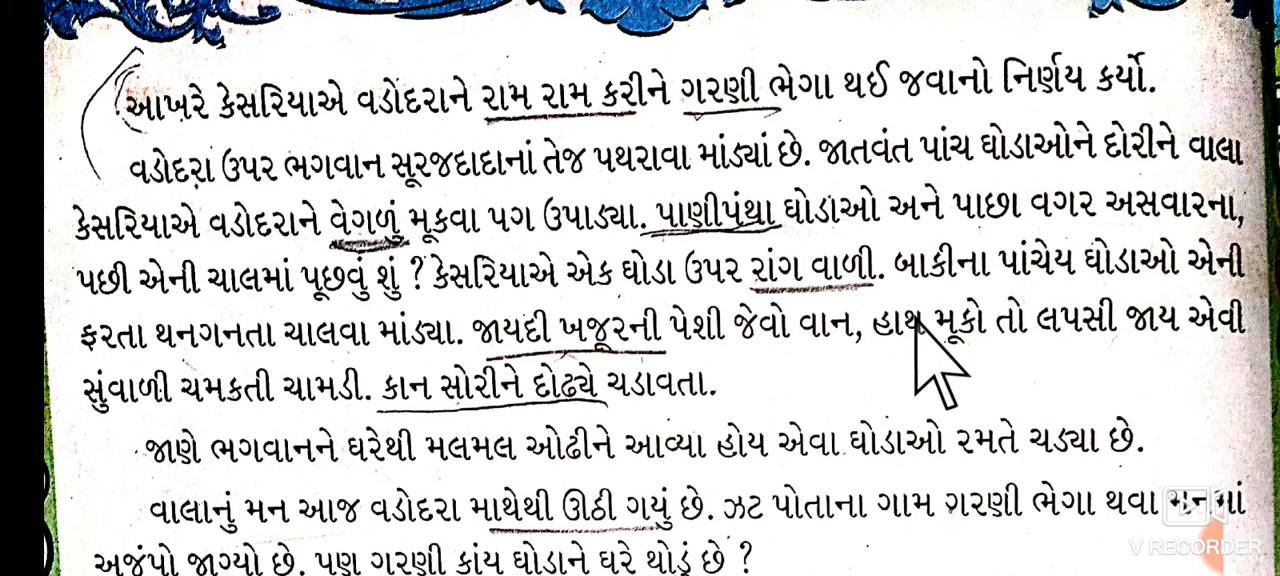 આખરે કેસરિયાએ વડોદરાને રામ રામ કરીને ગરણી ભેગા થઈ જવાનો નિર્ણય કર્યો.
વડોદરા ઉપર ભગવાન સૂરજદાદાનાં તેજ પથરાવા માંડ્યાં છે. જાતવંત પાંચ ઘોડાઓને દોરીને વાલા
કેસરિયાએ વડોદરાને વેગળું મૂકવા પગ ઉપાડ્યા. પાણીપંથા ઘોડાઓ અને પાછા વગર અસવારના,
પછી એની ચાલમાં પૂછવું શું ? કેસરિયાએ એક ઘોડા ઉપર રાંગ વાળી. બાકીના પાંચેય ઘોડાઓ એની
ફરતા થનગનતા ચાલવા માંડ્યા. જાયદી ખજૂરની પેશી જેવો વાન, હાથ મૂકો તો લપસી જાય એવી
સુંવાળી ચમકતી ચામડી. કાન સોરીને દોઢ્યે ચડાવતા.
જાણે ભગવાનને ઘરેથી મલમલ ઓઢીને આવ્યા હોય એવા ઘોડાઓ રમતે ચડ્યા છે.
વાલાનું મન આજ વડોદરા માથેથી ઊઠી ગયું છે. ઝટ પોતાના ગામ ગરણી ભેગા થવા મનમાં
અજંપો જાગ્યો છે. પણ ગરણી કાંય ઘોડાને ઘરે થોડું છે ?
V RECORDER